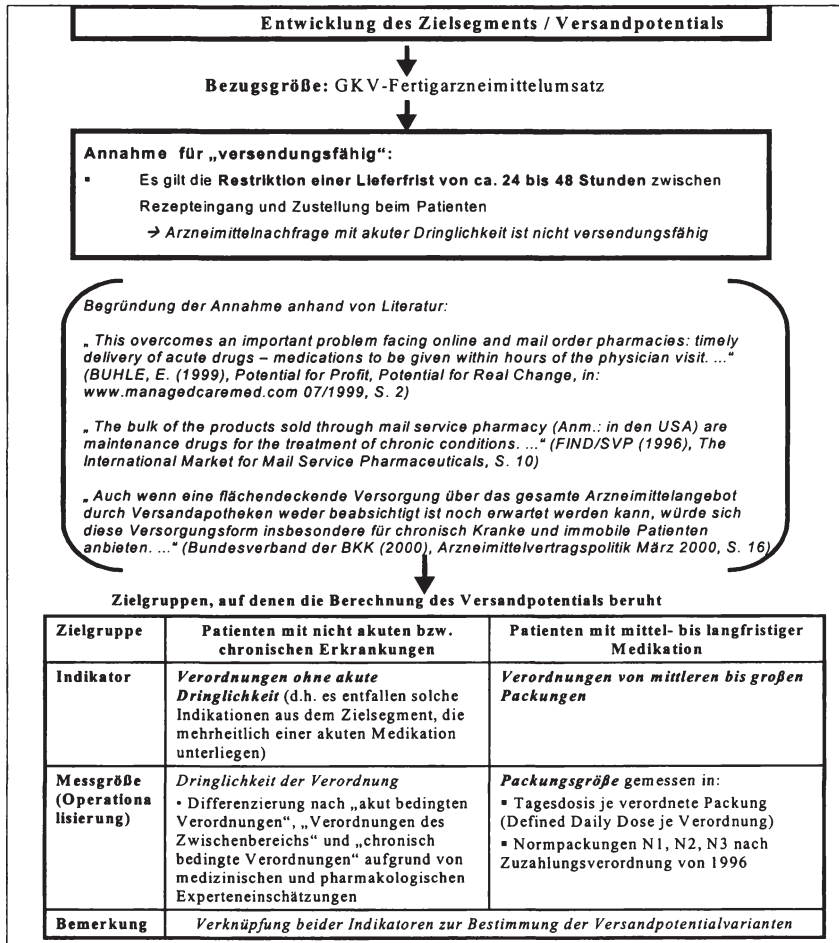 Entwicklung des Zielsegments / Versandpotentials
Bezugsgröße: GKV-Fertigarzneimittelumsatz
Annahme für „versendungsfähig“:
▪ Es gilt die Restriktion einer Lieferfrist von ca. 24 bis 48 Stunden zwischen
Rezepteingang und Zustellung beim Patienten
→ Arzneimittelnachfrage mit akuter Dringlichkeit ist nicht versendungsfähig
Begründung der Annahme anhand von Literatur:
„ This overcomes an important problem facing online and mail order pharmacies: timely
delivery of acute drugs – medications to be given within hours of the physician visit. ...“
(BUHLE, E. (1999), Potential for Profit, Potential for Real Change, in:
www.managedcaremed.com 07/1999, S. 2)
„ The bulk of the products sold through mail service pharmacy (Anm.: in den USA) are
maintenance drugs for the treatment of chronic conditions. ...“ (FIND/SVP (1996), The
International Market for Mail Service Pharmaceuticals, S. 10)
„ Auch wenn eine flächendeckende Versorgung über das gesamte Arzneimittelangebot
durch Versandapotheken weder beabsichtigt ist noch erwartet werden kann, würde sich
diese Versorgungsform insbesondere für chronisch Kranke und immobile Patienten
anbieten. ...“ (Bundesverband der BKK (2000), Arzneimittelvertragspolitik März 2000, S. 16)
Zielgruppen, auf denen die Berechnung des Versandpotentials beruht
Zielgruppe
Patienten mit nicht akuten bzw.
chronischen Erkrankungen
Patienten mit mittel- bis langfristiger
Medikation
Indikator
Verordnungen ohne akute
Dringlichkeit (d.h. es entfallen solche
Indikationen aus dem Zielsegment, die
mehrheitlich einer akuten Medikation
unterliegen)
Verordnungen von mittleren bis großen
Packungen
Messgröße
(Operationa
lisierung)
Dringlichkeit der Verordnung
• Differenzierung nach „akut bedingten
Verordnungen“, „Verordnungen des
Zwischenbereichs“ und „chronisch
bedingte Verordnungen“ aufgrund von
medizinischen und pharmakologischen
Experteneinschätzungen
Packungsgröße gemessen in:
▪ Tagesdosis je verordnete Packung
(Defined Daily Dose je Verordnung)
▪ Normpackungen N1, N2, N3 nach
Zuzahlungsverordnung von 1996
Bemerkung
Verknüpfung beider Indikatoren zur Bestimmung der Versandpotentialvarianten